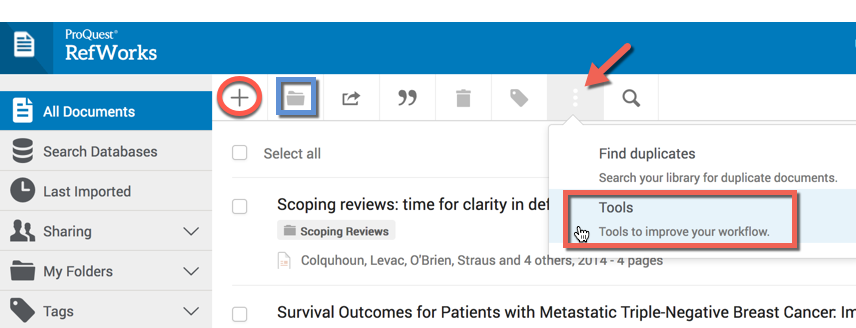 ProQuest®
RefWorks
All Documents
Search Databases
Last Imported
Sharing
My Folders
Tags
Select all
Find duplicates
Search your library for duplicate documents.
Tools
Tools to improve your workflow.
Scoping reviews: time for clarity in def
Scoping Reviews
Colquhoun, Levac, O'Brien, Straus and 4 others, 2014 - 4 pages
Survival Outcomes for Patients with Metastatic Triple-Negative Breast Cancer: Im